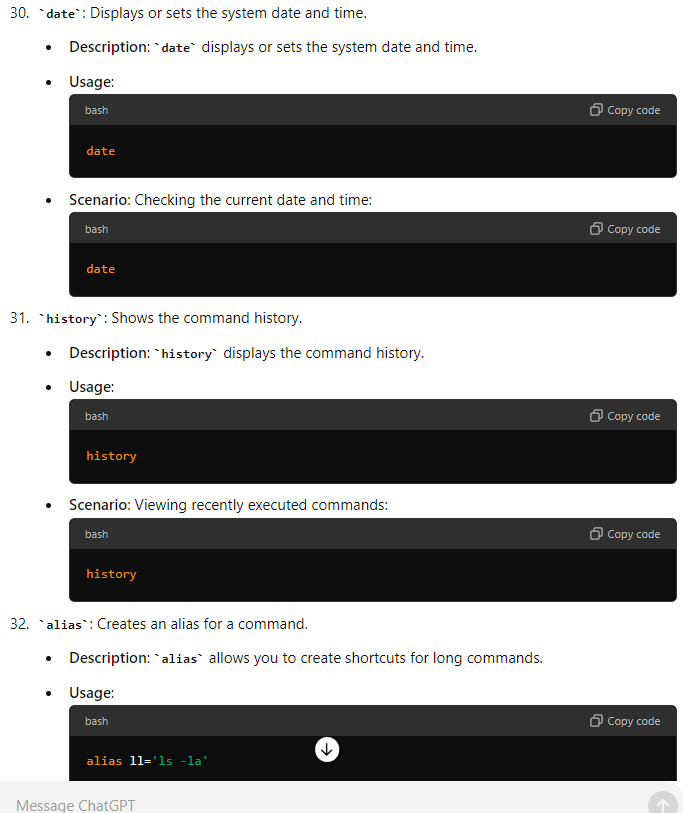 30. `date`: Displays or sets the system date and time.
• Description: `date` displays or sets the system date and time.
• Usage:
bash Copy code
date
• Scenario: Checking the current date and time:
bash Copy code
date
31. `history`: Shows the command history.
• Description: `history` displays the command history.
• Usage:
bash Copy code
history
• Scenario: Viewing recently executed commands:
bash Copy code
history
32. `alias`: Creates an alias for a command.
• Description: `alias` allows you to create shortcuts for long commands.
• Usage:
bash Copy code
alias ll='ls -la'
Message ChatGPT